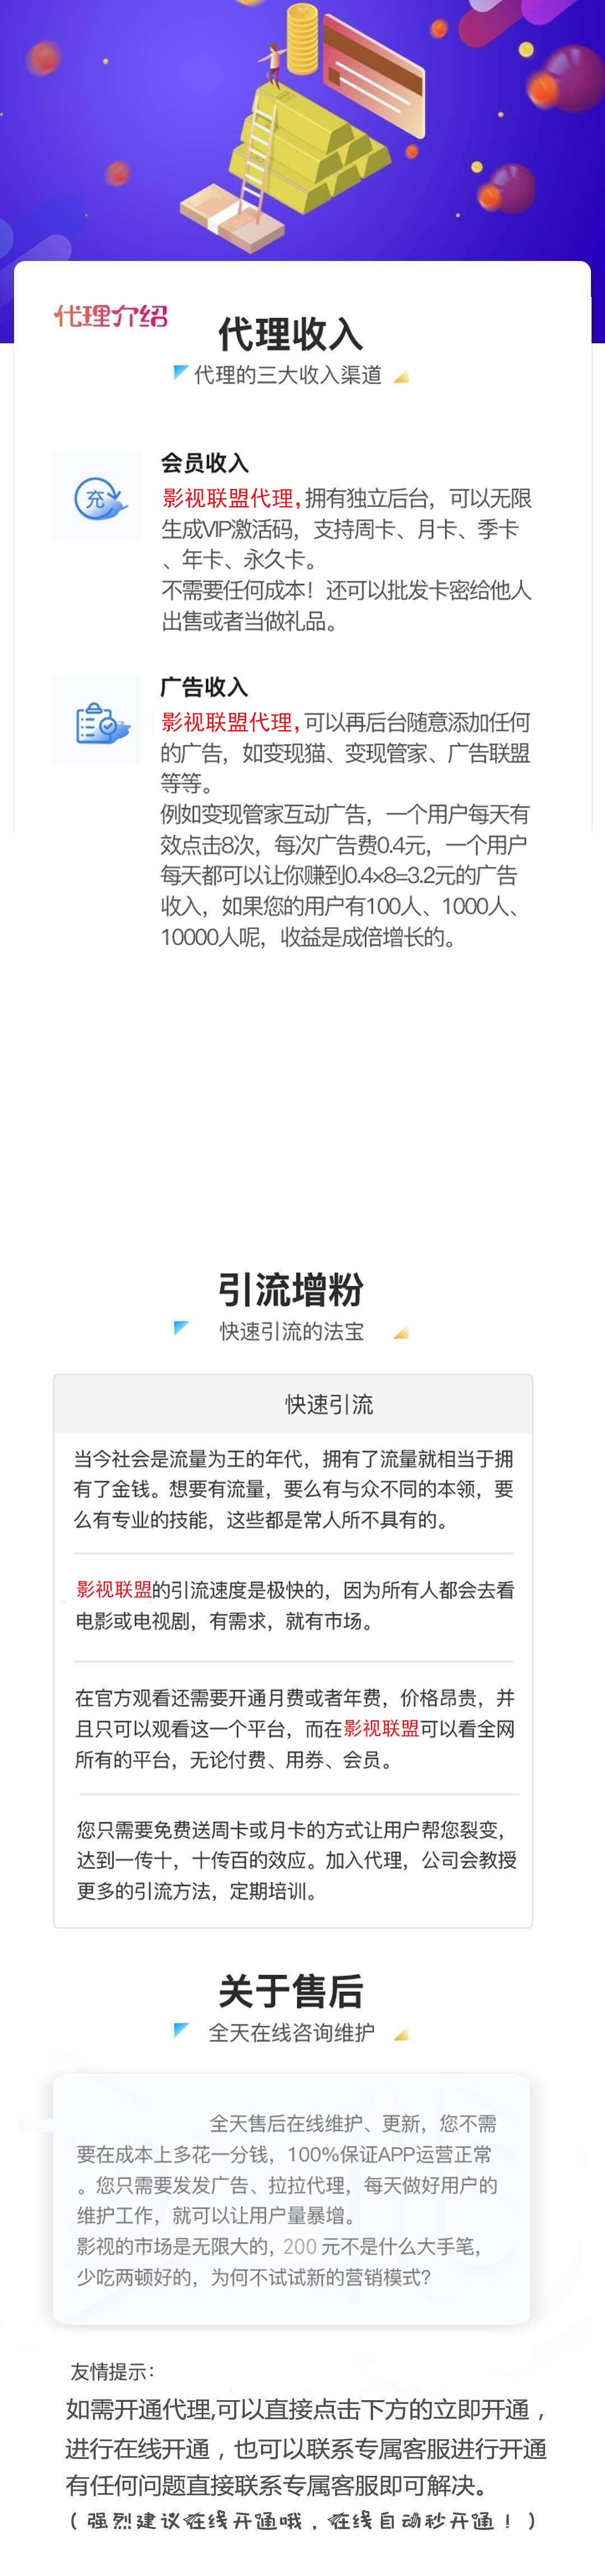 代理介绍
代理收入
代理的三大收入渠道
充
会员收入
影视联盟代理,拥有独立后台，可以无限
生成VIP激活码，支持周卡、月卡、季卡
、年卡、永久卡。
不需要任何成本！还可以批发卡密给他人
出售或者当做礼品。
广告收入
影视联盟代理,可以再后台随意添加任何
的广告，如变现猫、变现管家、广告联盟
等等。
例如变现管家互动广告，一个用户每天有
效点击8次，每次广告费0.4元，一个用户
每天都可以让你赚到0.4×8=3.2元的广告
收入，如果您的用户有100人、1000人、
10000人呢，收益是成倍增长的。
引流增粉
快速引流的法宝
快速引流
当今社会是流量为王的年代，拥有了流量就相当于拥
有了金钱。想要有流量，要么有与众不同的本领，要
么有专业的技能，这些都是常人所不具有的。
影视联盟的引流速度是极快的，因为所有人都会去看
电影或电视剧，有需求，就有市场。
在官方观看还需要开通月费或者年费，价格昂贵，并
且只可以观看这一个平台，而在影视联盟可以看全网
所有的平台，无论付费、用券、会员。
您只需要免费送周卡或月卡的方式让用户帮您裂变，
达到一传十，十传百的效应。加入代理，公司会教授
更多的引流方法，定期培训。
关于售后
全天在线咨询维护
全天售后在线维护、更新，您不需
要在成本上多花一分钱，100%保证APP运营正常
。您只需要发发广告、拉拉代理，每天做好用户的
维护工作，就可以让用户量暴增。
影视的市场是无限大的，200 元不是什么大手笔，
少吃两顿好的，为何不试试新的营销模式?
友情提示：
如需开通代理,可以直接点击下方的立即开通，
进行在线开通，也可以联系专属客服进行开通
有任何问题直接联系专属客服即可解决。
（强烈建议在线开通哦，在线自动秒开通！）